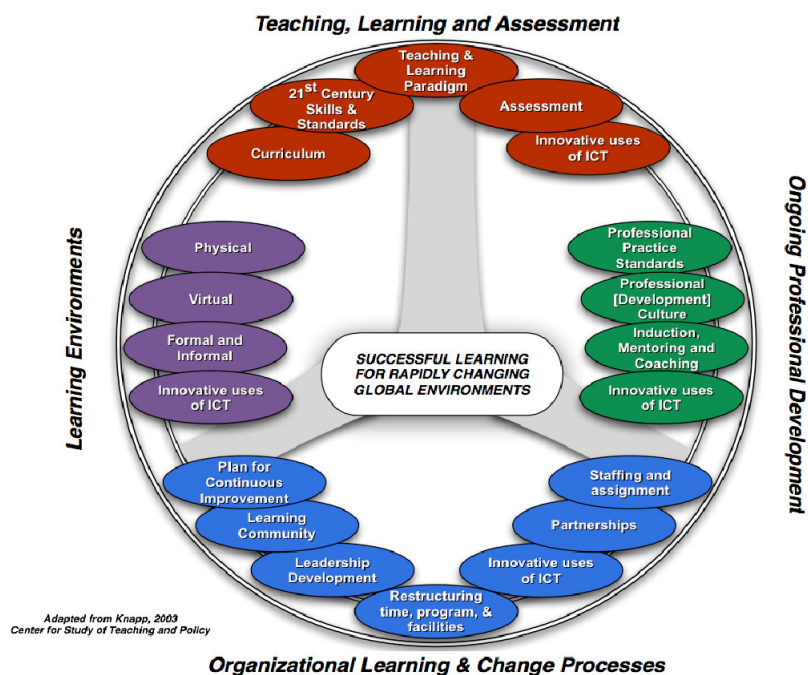 Teaching, Learning and Assessment
Teaching &
Learning
Paradigm
21st Century
Skills &
Standards
Curriculum
Assessment
Innovative uses
of ICT
Learning Environments
Physical
Virtual
Formal and
Informal
Innovative uses
of ICT
Ongoing Professional Development
Professional
Practice
Standards
Professional
[Development]
Culture
Induction,
Mentoring and
Coaching
Innovative uses
of ICT
SUCCESSFUL LEARNING
FOR RAPIDLY CHANGING
GLOBAL ENVIRONMENTS
Plan for
Continuous
Improvement
Learning
Community
Leadership
Development
Restructuring
time, program, &
facilities
Innovative uses
of ICT
Partnerships
Staffing and
assignment
Adapted from Knapp, 2003
Center for Study of Teaching and Policy
Organizational Learning & Change Processes